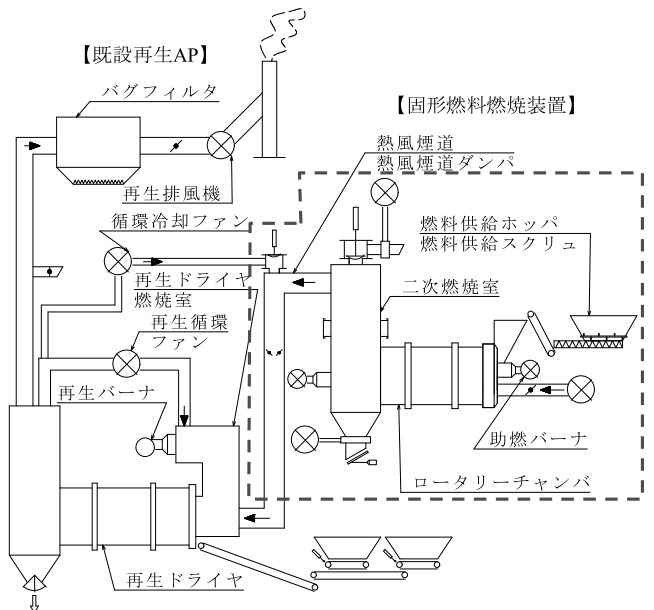 【既設再生AP】
バグフィルタ
再生排風機
循環冷却ファン
【固形燃料燃焼装置】
熱風煙道
熱風煙道ダンパ
燃料供給ホッパ
燃料供給スクリュ
再生ドライヤ
燃焼室
二次燃焼室
再生循環
ファン
再生バーナ
助燃バーナ
ロータリーチャンバ
再生ドライヤ